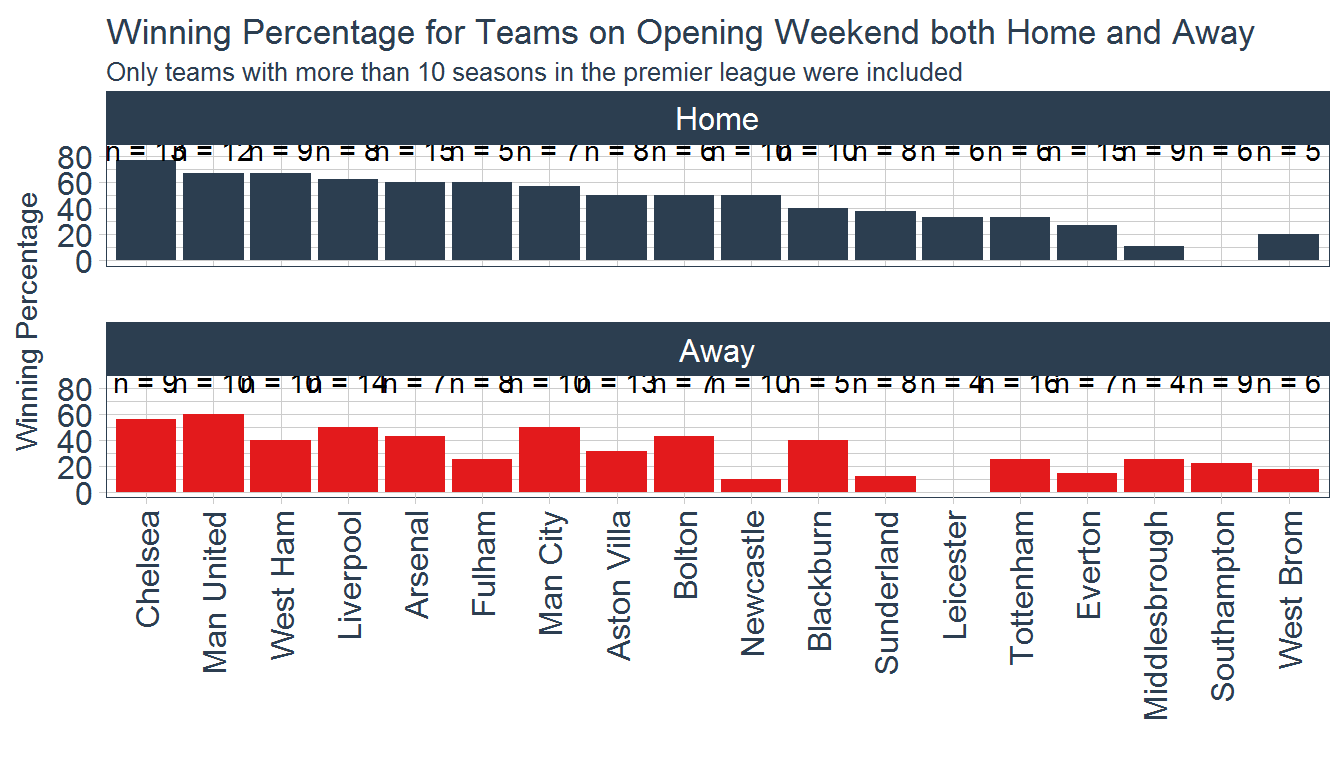 Winning Percentage for Teams on Opening Weekend both Home and Away
Only teams with more than 10 seasons in the premier league were included
Home
n = 13 n = 12 n = 9 n = 8 n = 15 n = 5 n = 7 n = 8 n = 6 n = 10 n = 10 n = 8 n = 6 n = 6 n = 15 n = 9 n = 6 n = 5
80
60
40
20
0
Winning Percentage
Away
n = 9 n = 10 n = 10 n = 14 n = 7 n = 8 n = 10 n = 13 n = 7 n = 10 n = 5 n = 8 n = 4 n = 16 n = 7 n = 4 n = 9 n = 6
80
60
40
20
0
Chelsea
Man United
West Ham
Liverpool
Arsenal
Fulham
Man City
Aston Villa
Bolton
Newcastle
Blackburn
Sunderland
Leicester
Tottenham
Everton
Middlesbrough
Southampton
West Brom